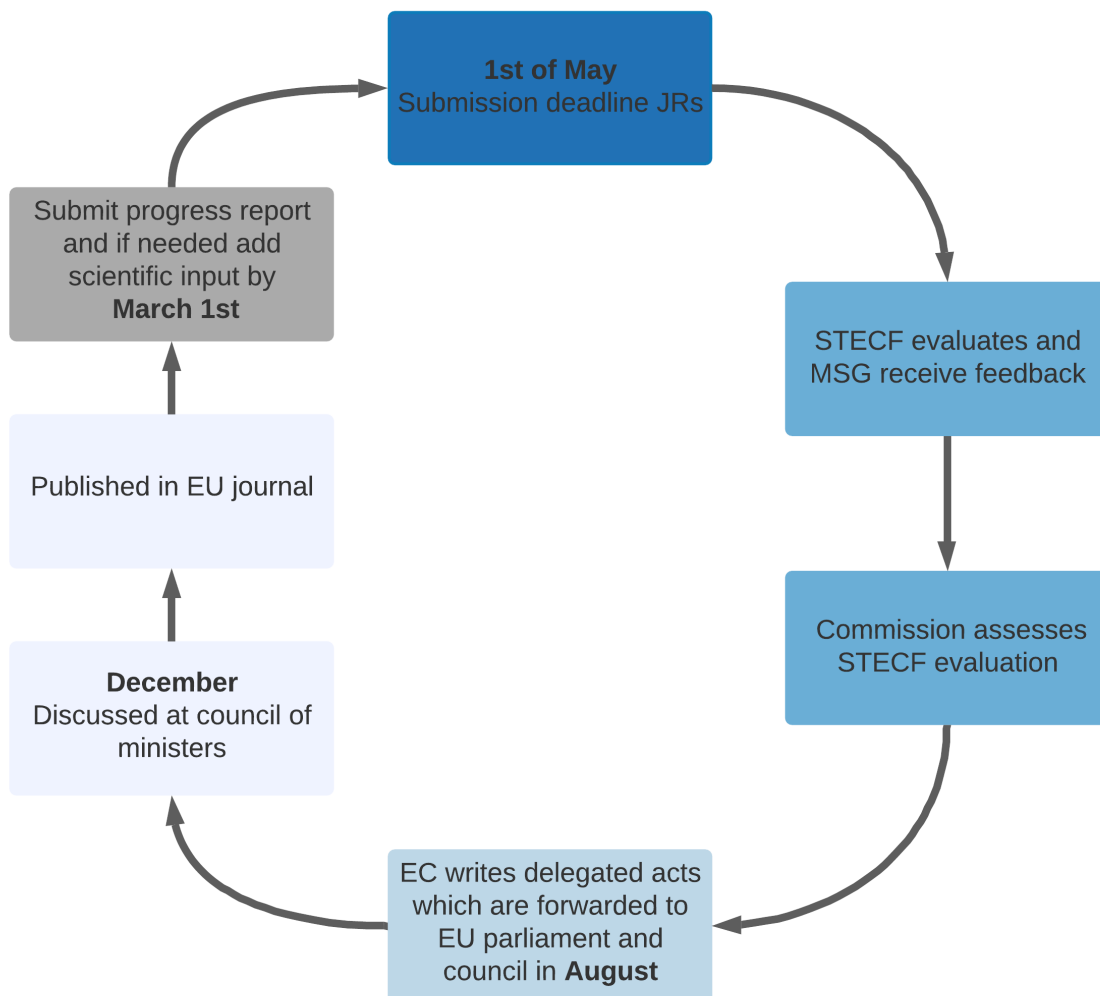 1st of May
Submission deadline JRs
STECF evaluates and
MSG receive feedback
Commission assesses
STECF evaluation
EC writes delegated acts
which are forwarded to
EU parliament and
council in August
December
Discussed at council of
ministers
Published in EU journal
Submit progress report
and if needed add
scientific input by
March 1st